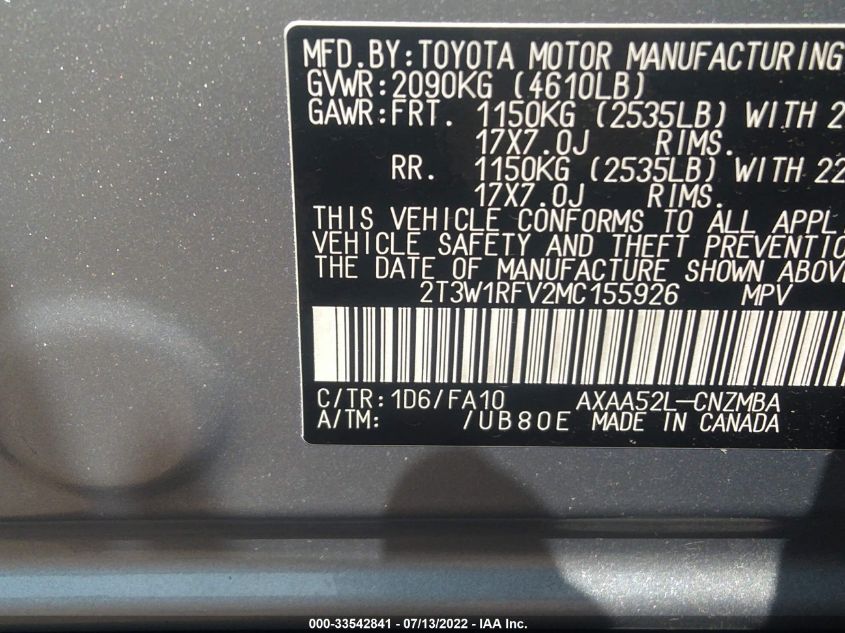 MFD.BY:TOYOTA MOTOR MANUFACTURING
GVWR:2090KG (4610LB)
GAWR:FRT. 1150KG (2535LB) WITH 2
17X7.0J RIMS.
RR. 1150KG (2535LB) WITH 22
17X7.0J RIMS.
THIS VEHICLE CONFORMS TO ALL APPL
VEHICLE SAFETY AND THEFT PREVENTIO
THE DATE OF MANUFACTURE SHOWN ABOV
2T3W1RFV2MC155926 MPV
C/TR:1D6/FA10 AXAA52L-CNZMBA
A/TM: /UB80E MADE IN CANADA
000-33542841 - 07/13/2022 - IAA Inc.